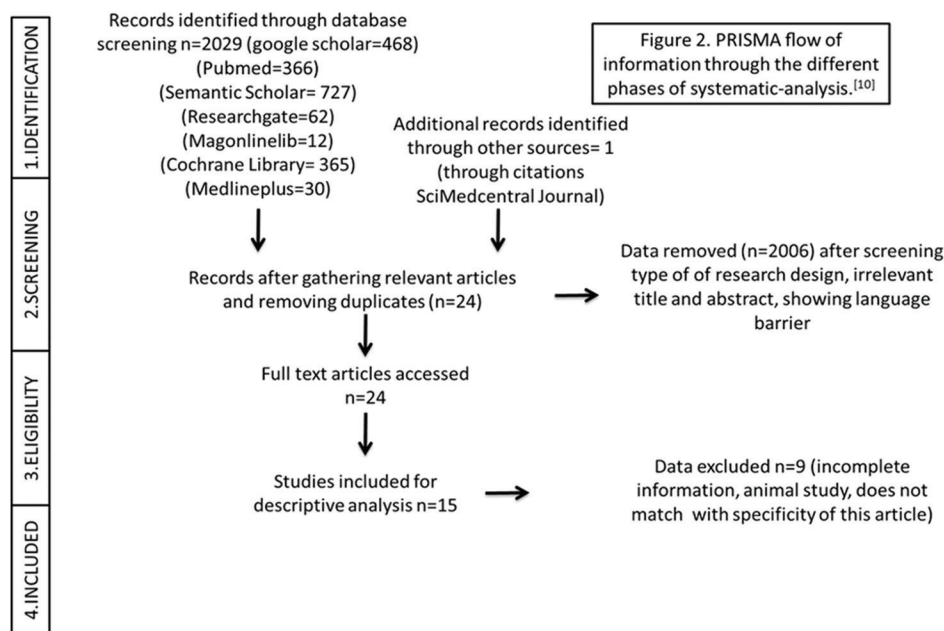 1.IDENTIFICATION
Records identified through database
screening n=2029 (google scholar=468)
(Pubmed=366)
(Semantic Scholar= 727)
(Researchgate=62)
(Magonlinelib=12)
(Cochrane Library= 365)
(Medlineplus=30)
Additional records identified
through other sources= 1
(through citations
SciMedcentral Journal)
Figure 2. PRISMA flow of
information through the different
phases of systematic-analysis.[10]
2.SCREENING
Records after gathering relevant articles
and removing duplicates (n=24)
Data removed (n=2006) after screening
type of of research design, irrelevant
title and abstract, showing language
barrier
3.ELIGIBILITY
Full text articles accessed
n=24
Studies included for
descriptive analysis n=15
Data excluded n=9 (incomplete
information, animal study, does not
match with specificity of this article)
4.INCLUDED